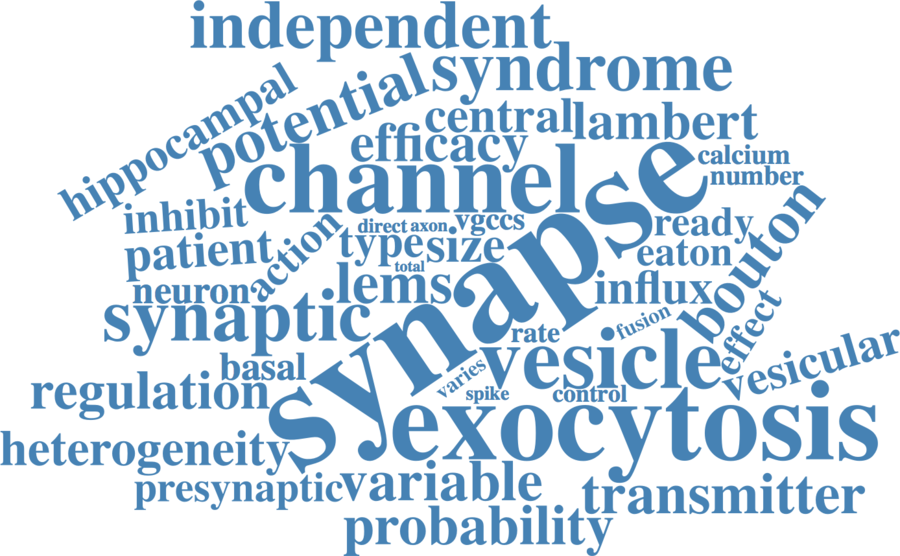 independent
syndrome
hippocampal
potential
central
lambert
efficacy
channel
calcium
number
synapse
inhibit
direct
axon
vgccs
ready
bouton
patient
action
type
size
eaton
total
neuron
lems
influx
synaptic
rate
fusion
effect
basal
varies
vesicle
vesicular
regulation
spike
control
exocytosis
heterogeneity
presynaptic
variable
transmitter
probability